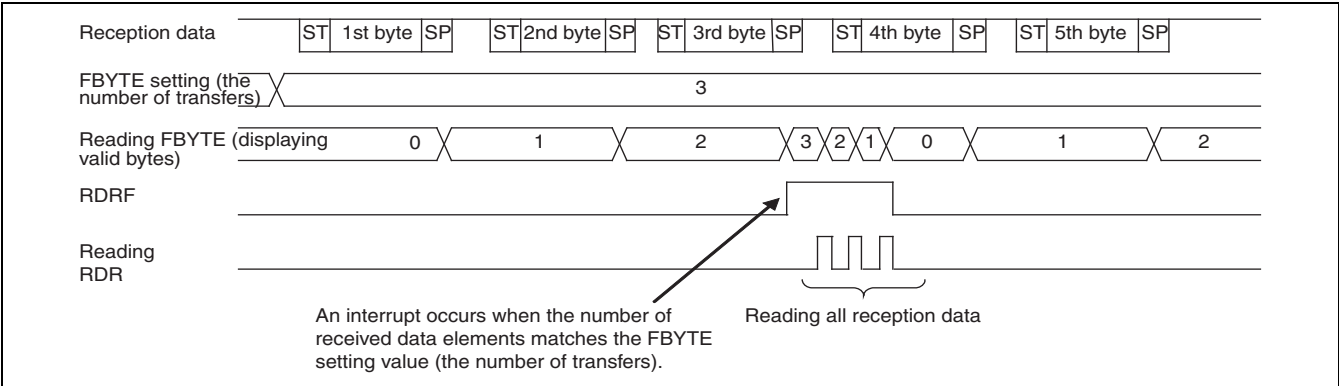 Reception data ST 1st byte SP ST 2nd byte SP ST 3rd byte SP ST 4th byte SP ST 5th byte SP
FBYTE setting (the
number of transfers)
3
Reading FBYTE (displaying
valid bytes)
0 1 2 3 2 1 0 1 2
RDRF
Reading
RDR
An interrupt occurs when the number of
received data elements matches the FBYTE
setting value (the number of transfers).
Reading all reception data